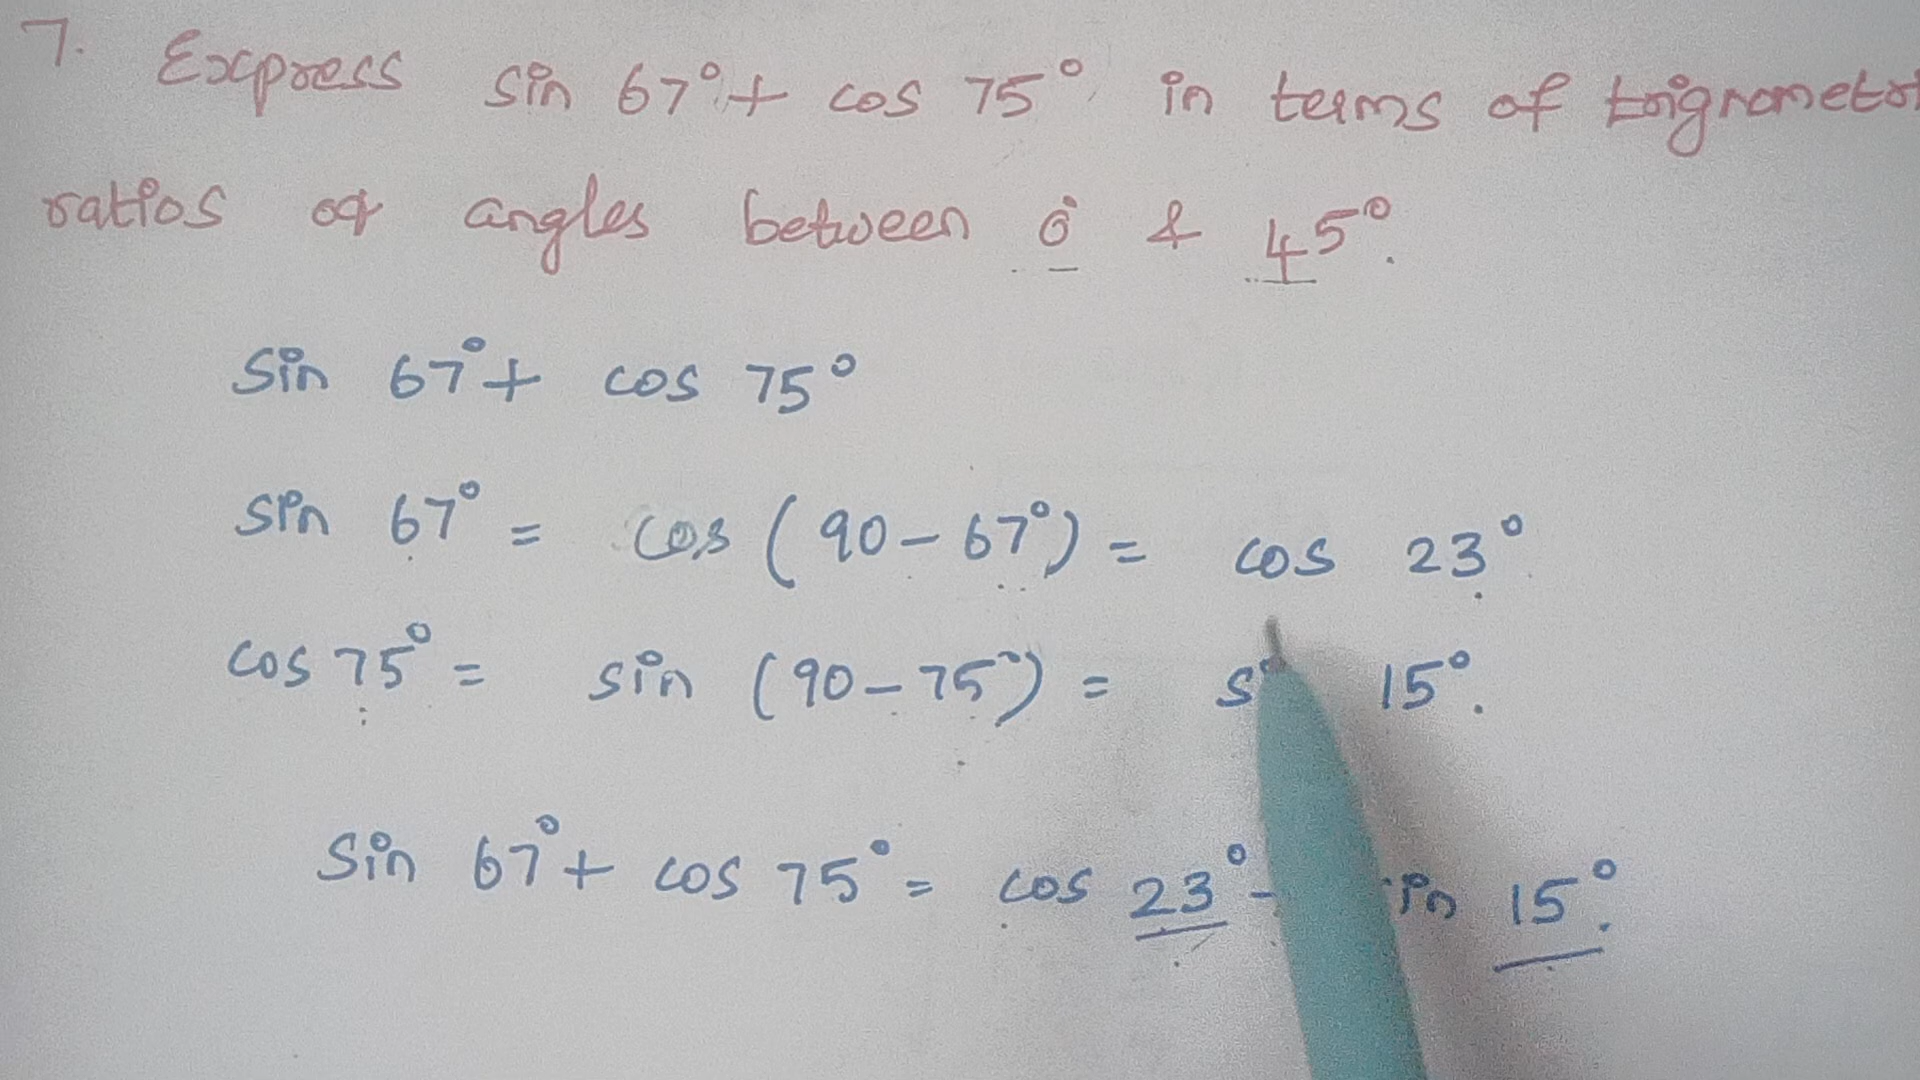 7. Express sin 67° + cos 75° in terms of
ratios of angles between 0° & 45°.
sin 67° + cos 75°
sin 67° = cos (90 - 67°) = cos 23°
cos 75° = sin (90 - 75°) = 15°.
sin 67° + cos 75° = cos 23° 15°.